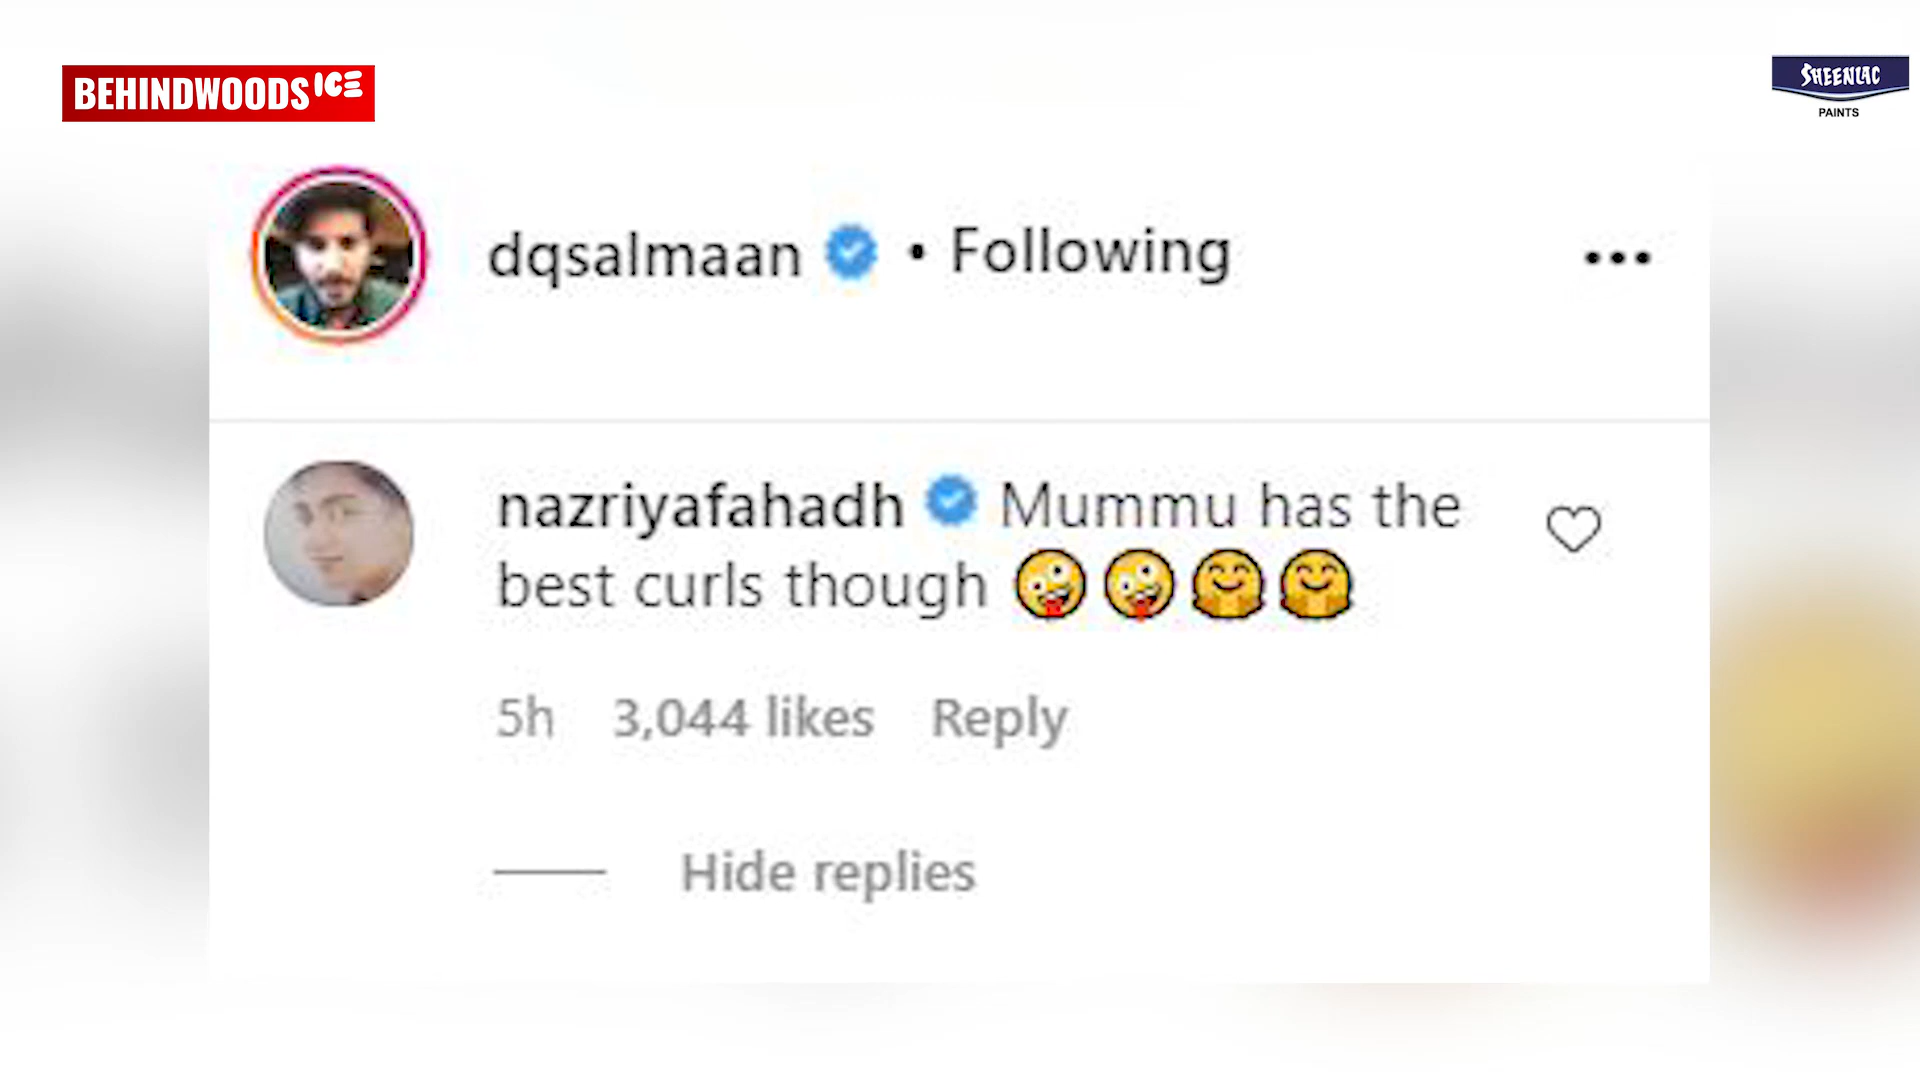 BEHINDWOODS ICE
SHEENLAC
PAINTS
dqsalmaan • Following
nazriyafahadh Mummu has the
best curls though 🤪🤪🤗🤗
5h 3,044 likes Reply
Hide replies